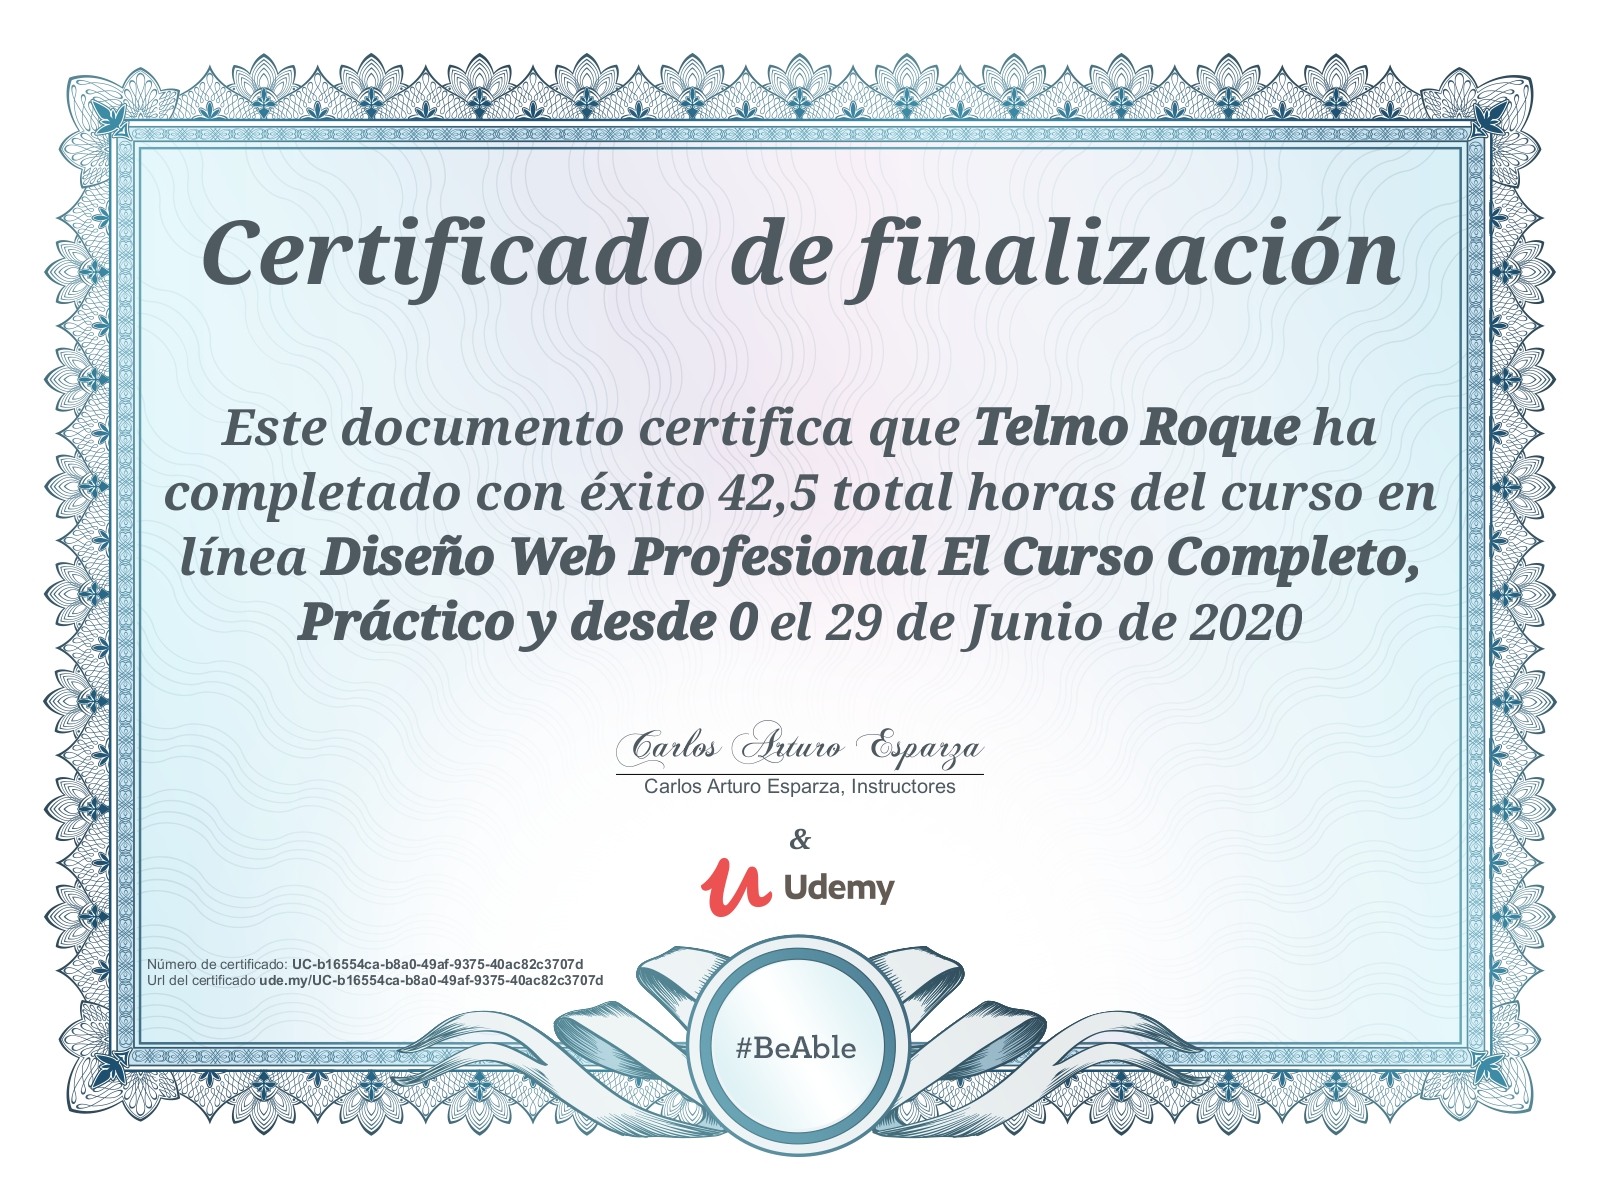 Certificado de finalización
Este documento certifica que Telmo Roque ha
completado con éxito 42,5 total horas del curso en
línea Diseño Web Profesional El Curso Completo,
Práctico y desde 0 el 29 de Junio de 2020
Carlos Arturo Esparza
Carlos Arturo Esparza, Instructores
&
Udemy
Número de certificado: UC-b16554ca-b8a0-49af-9375-40ac82c3707d
Url del certificado ude.my/UC-b16554ca-b8a0-49af-9375-40ac82c3707d
#BeAble